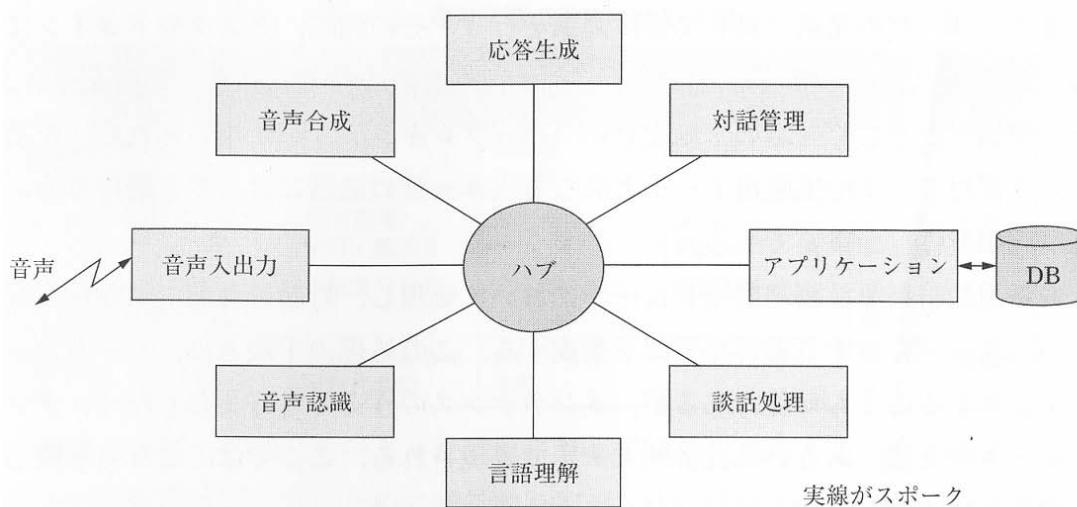 応答生成
音声合成
対話管理
音声
音声入出力
ハブ
アプリケーション
DB
音声認識
談話処理
言語理解
実線がスポーク